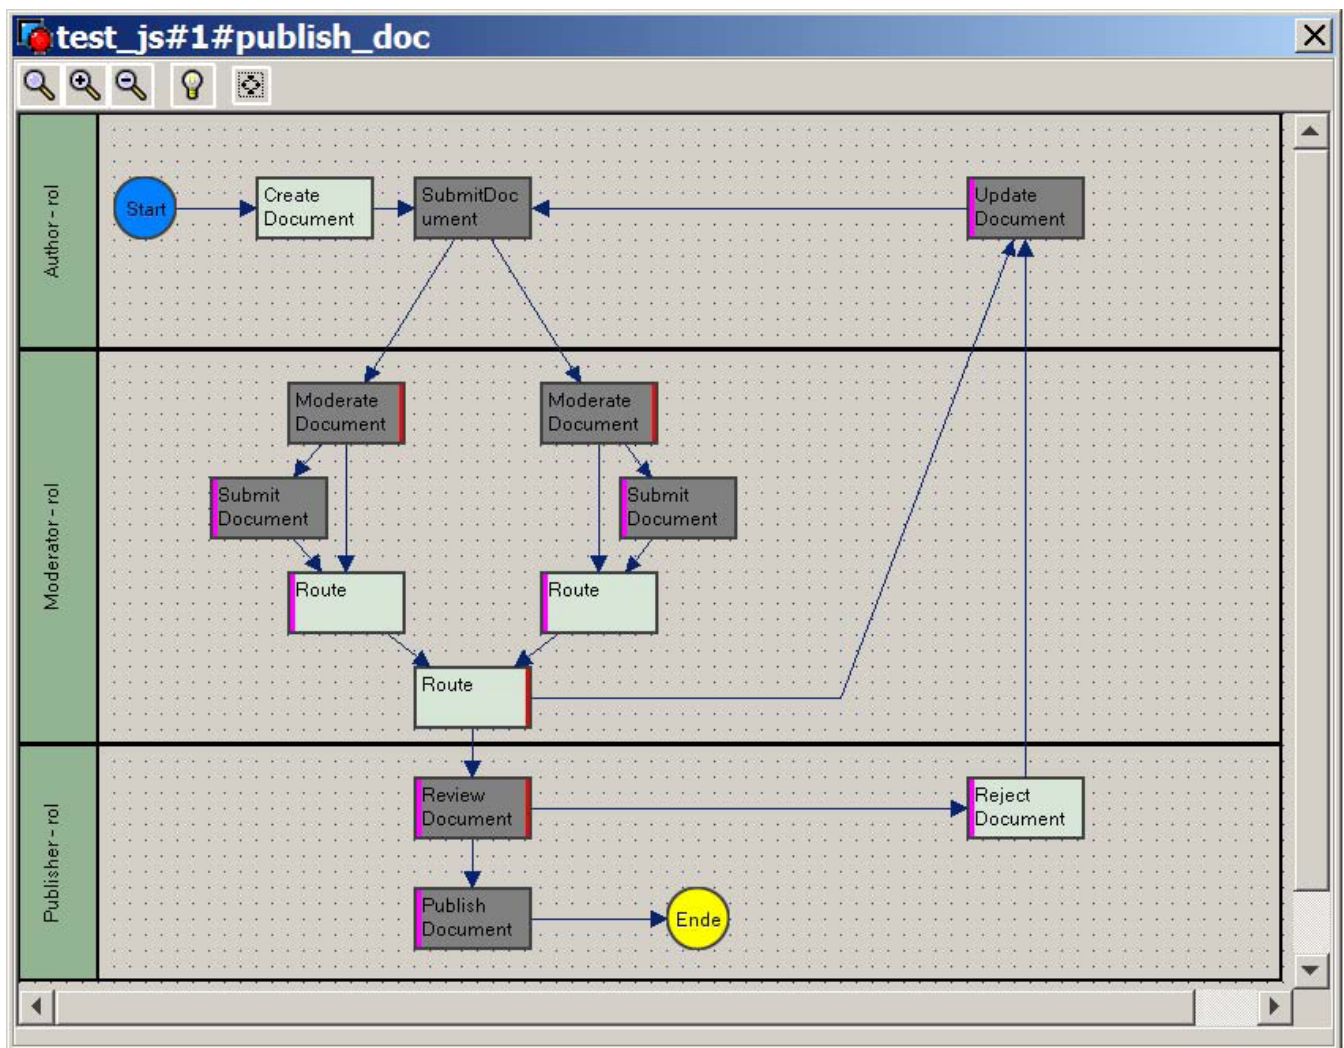 test_js#1#publish_doc
Author - rol
Start
Create
Document
SubmitDoc
ument
Update
Document
Moderator - rol
Moderate
Document
Moderate
Document
Submit
Document
Submit
Document
Route
Route
Route
Publisher - rol
Review
Document
Reject
Document
Publish
Document
Ende